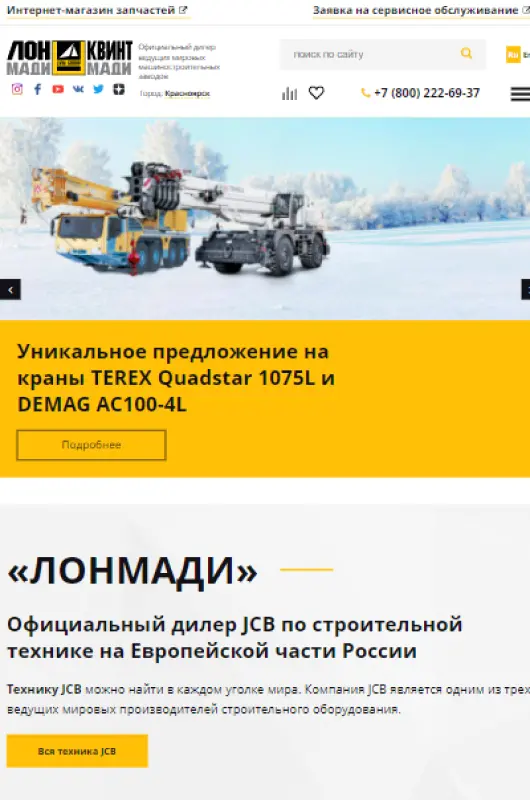 Интернет-магазин запчастей
Заявка на сервисное обслуживание
ЛОН КВИНТ
МАДИ МАДИ
Официальный дилер
ведущих мировых
машиностроительных
заводов
Город: Красноярск
поиск по сайту
Ru
+7 (800) 222-69-37
Уникальное предложение на
краны TEREX Quadstar 1075L и
DEMAG AC100-4L
Подробнее
«ЛОНМАДИ»
Официальный дилер JCB по строительной
технике на Европейской части России
Технику JCB можно найти в каждом уголке мира. Компания JCB является одним из трех
ведущих мировых производителей строительного оборудования.
Вся техника JCB